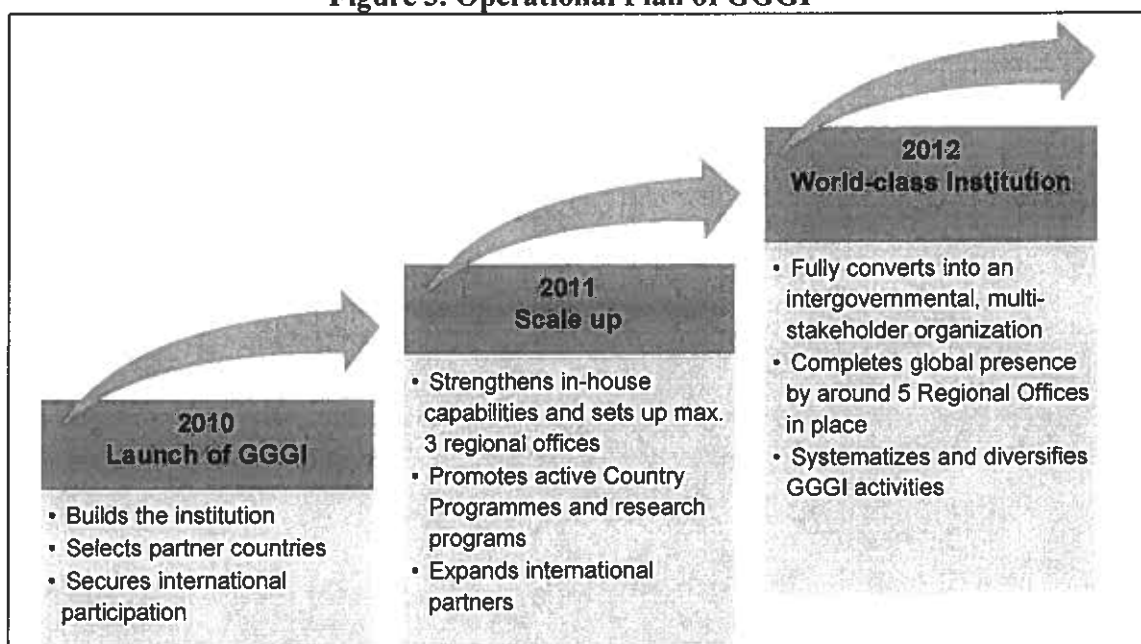 Figure 3. Operational Plan of GGGI
2010
Launch of GGGI
• Builds the institution
• Selects partner countries
• Secures international
participation
2011
Scale up
• Strengthens in-house
capabilities and sets up max.
3 regional offices
• Promotes active Country
Programmes and research
programs
• Expands international
partners
2012
World-class Institution
• Fully converts into an
intergovernmental, multi-
stakeholder organization
• Completes global presence
by around 5 Regional Offices
in place
• Systematizes and diversifies
GGGI activities